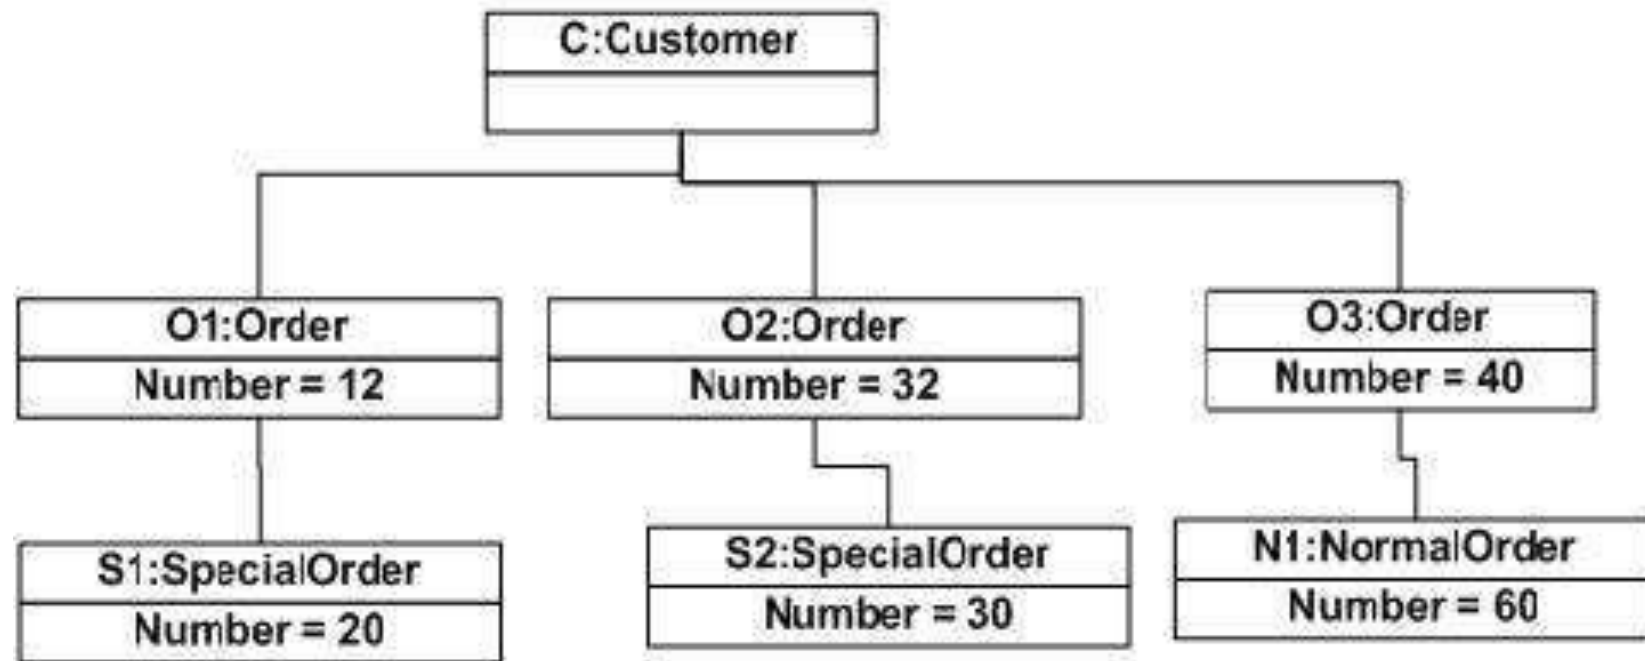 C:Customer
O1:Order
Number = 12
O2:Order
Number = 32
O3:Order
Number = 40
S1:SpecialOrder
Number = 20
S2:SpecialOrder
Number = 30
N1:NormalOrder
Number = 60